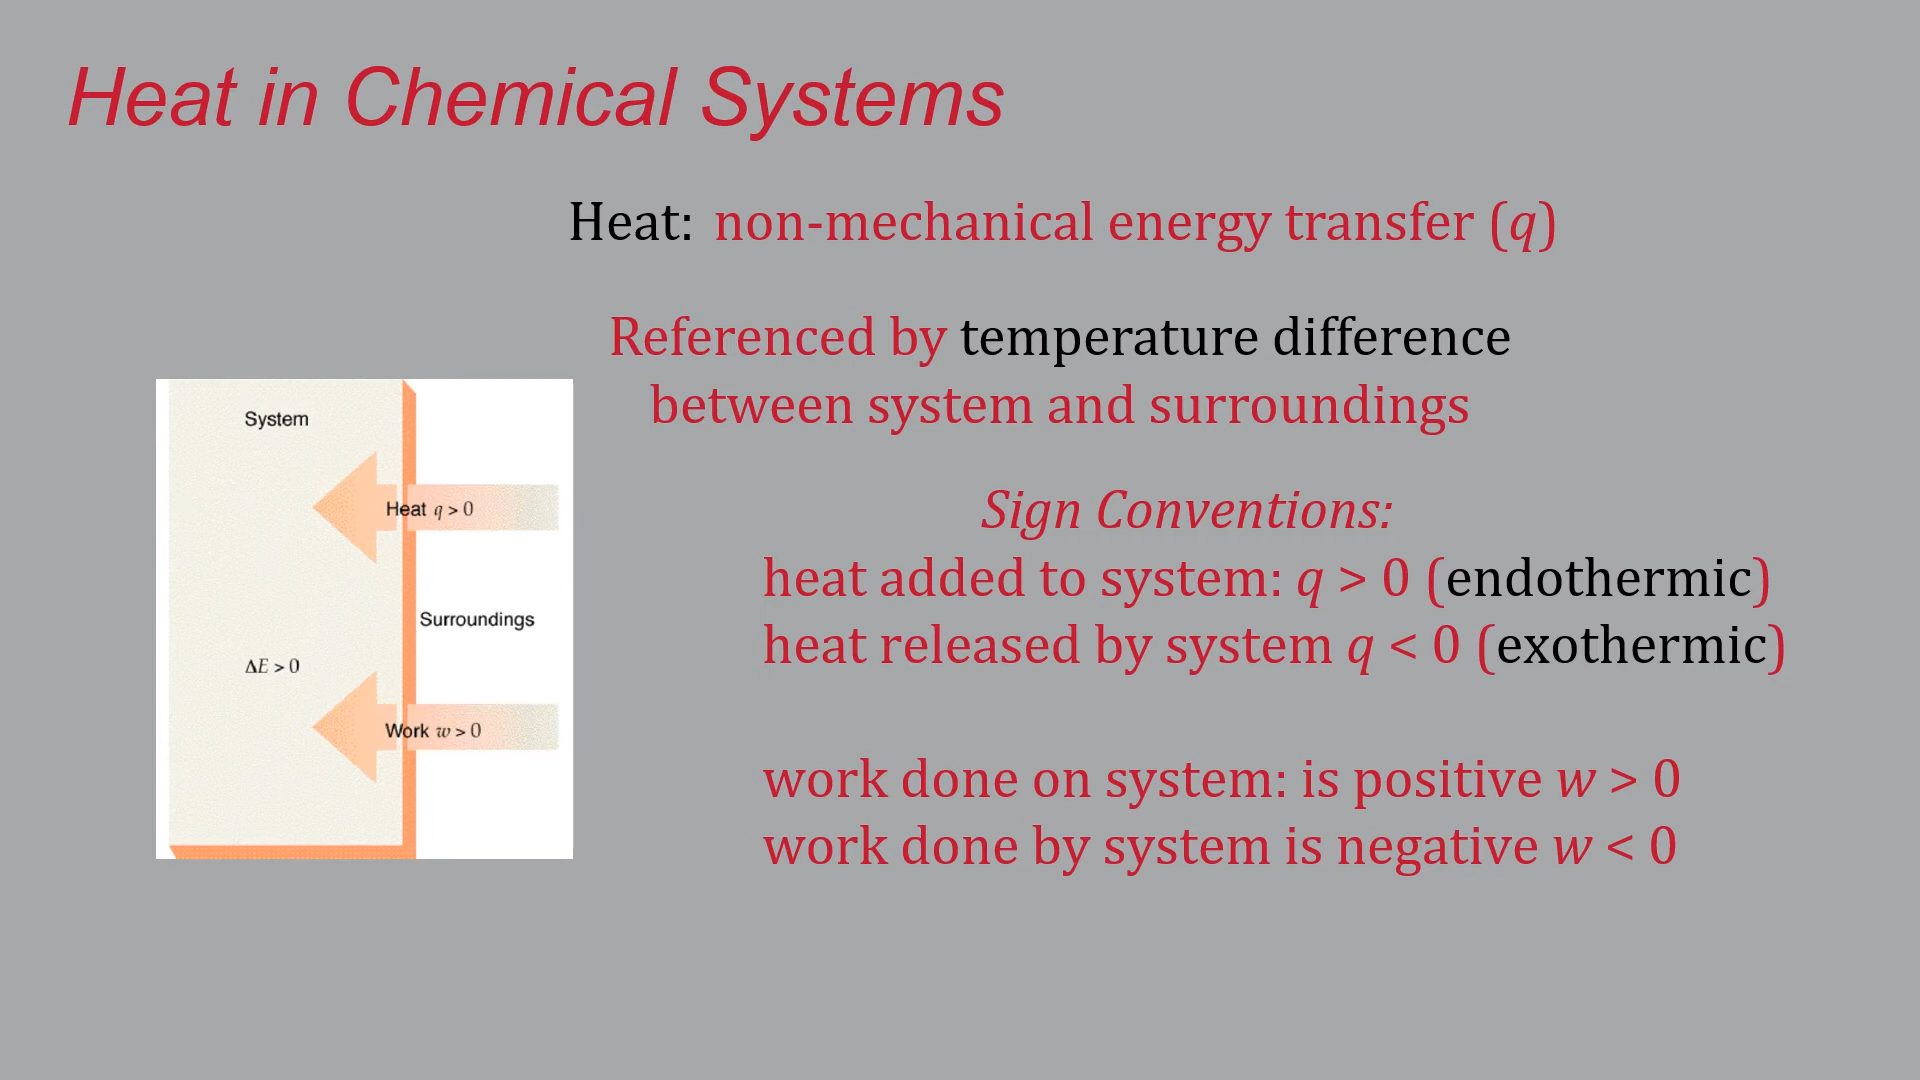 Heat in Chemical Systems
Heat: non-mechanical energy transfer (q)
Referenced by temperature difference
between system and surroundings
System
Heat q > 0
Surroundings
ΔE > 0
Work w > 0
Sign Conventions:
heat added to system: q > 0 (endothermic)
heat released by system q < 0 (exothermic)
work done on system: is positive w > 0
work done by system is negative w < 0